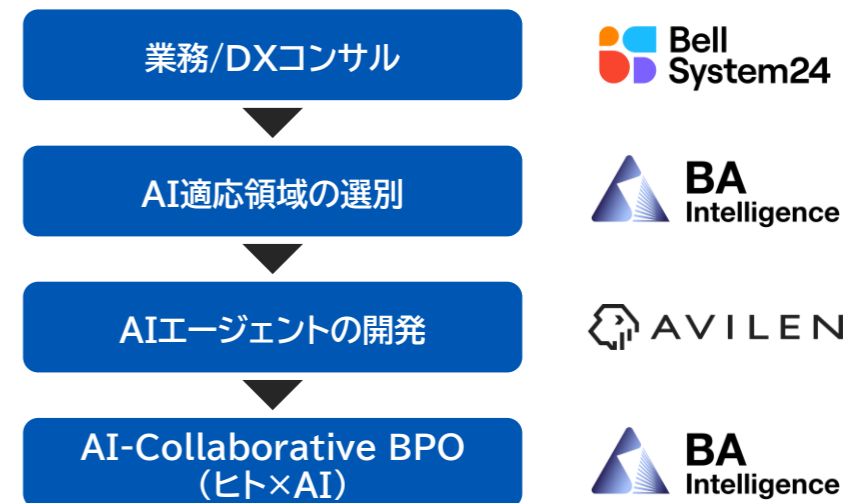 業務/DXコンサル
Bell
System24
AI適応領域の選別
BA
Intelligence
AIエージェントの開発
AVILEN
AI-Collaborative BPO
(ヒト×AI)
BA
Intelligence